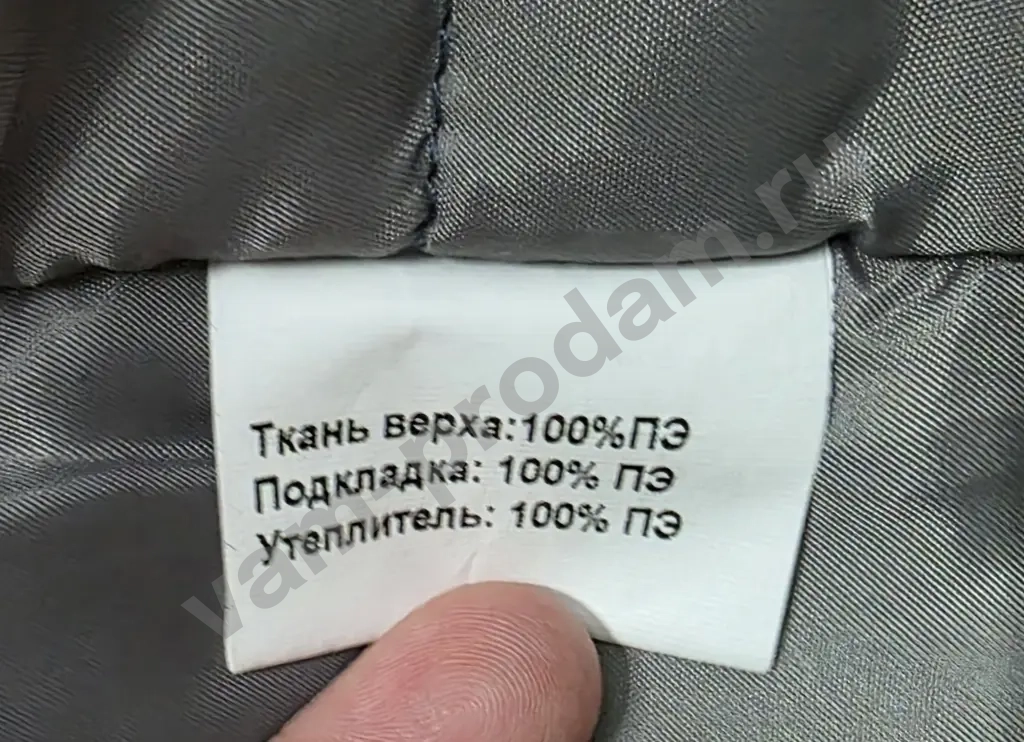 Ткань верха:100%ПЭ
Подкладка: 100% ПЭ
Утеплитель: 100% ПЭ
vam-prodam.ru